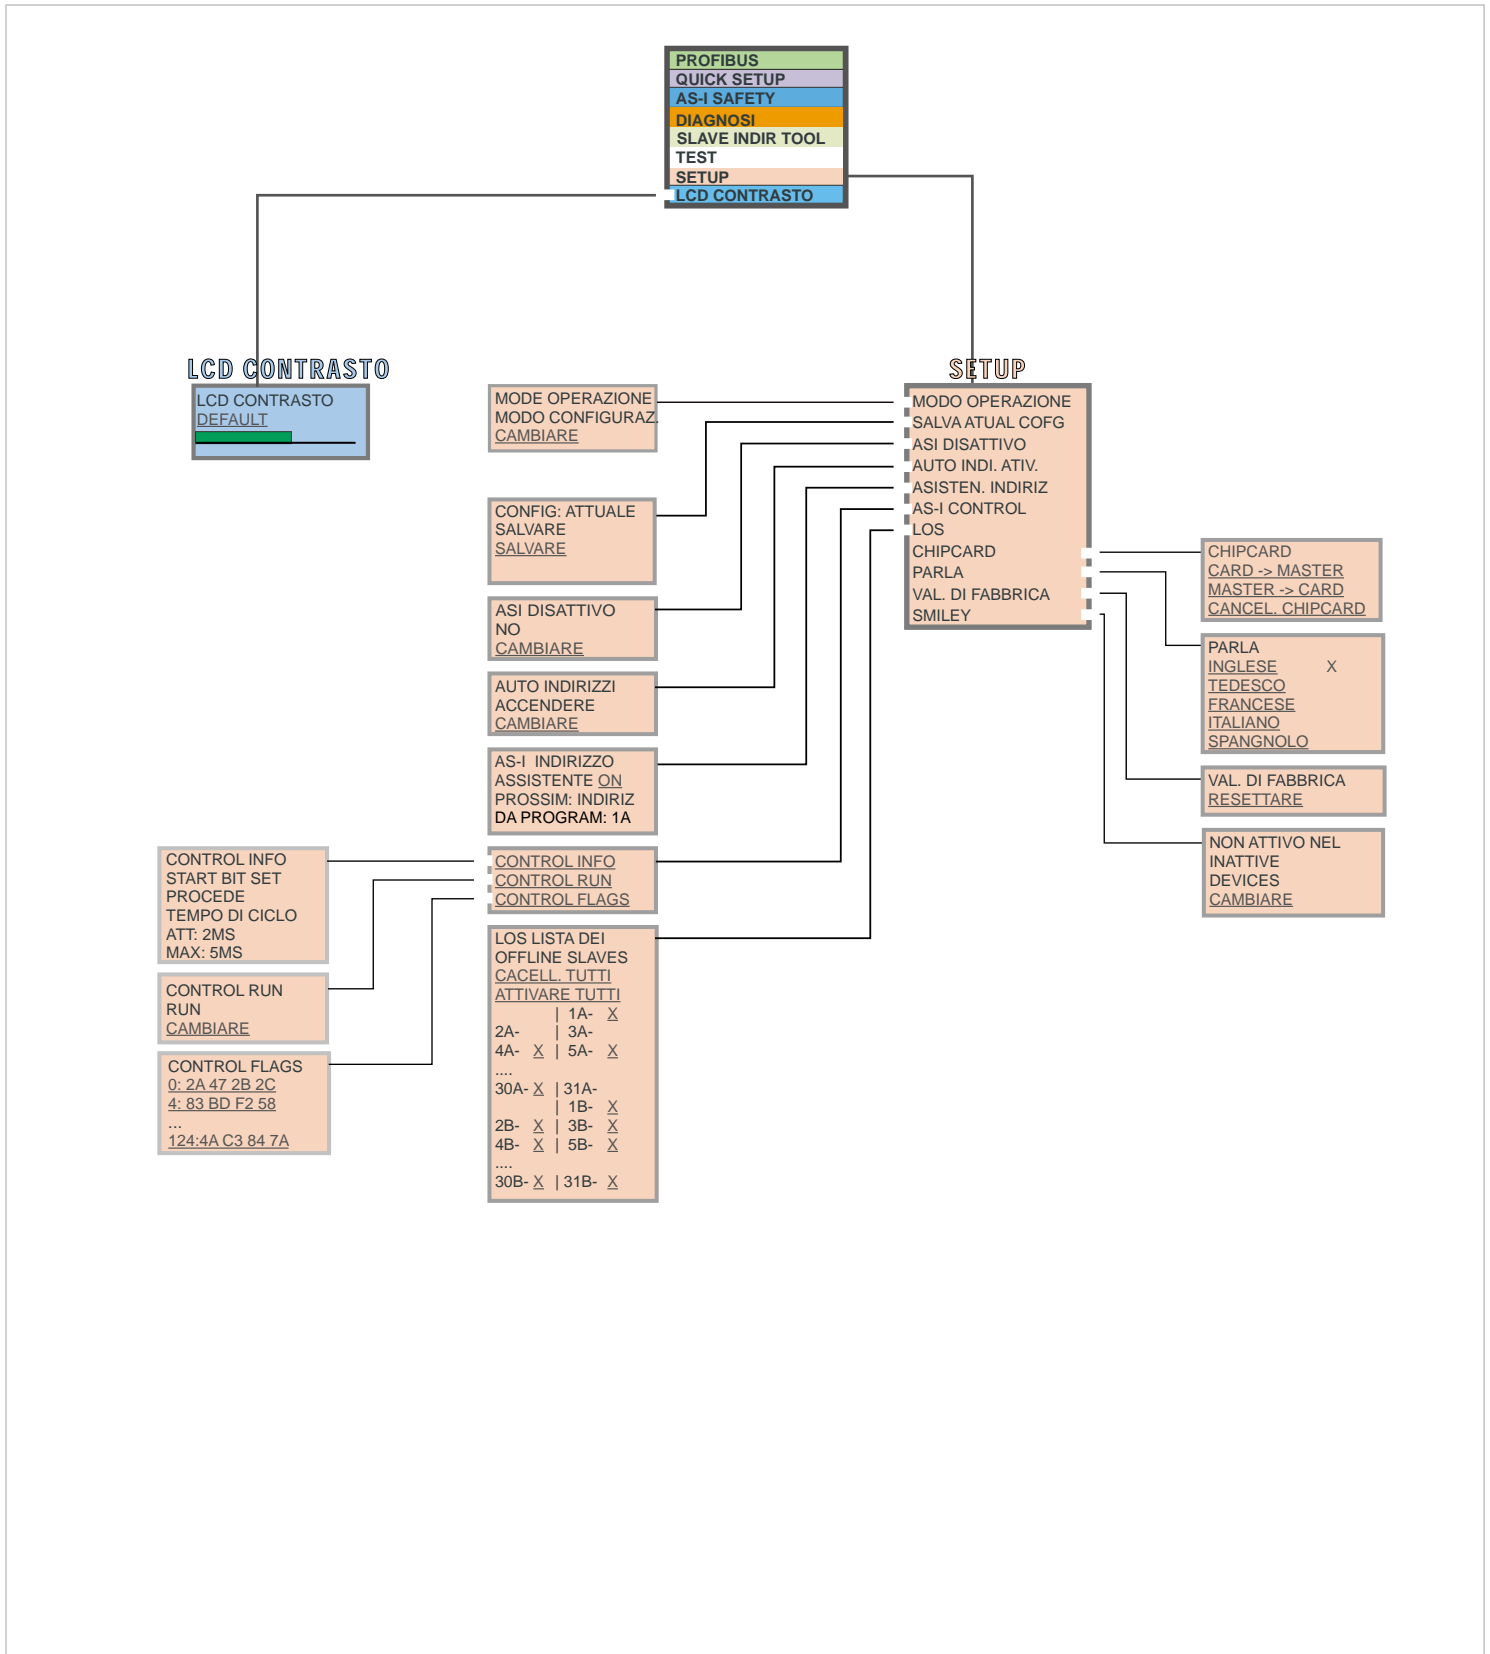 PROFIBUS
QUICK SETUP
AS-I SAFETY
DIAGNOSI
SLAVE INDIR TOOL
TEST
SETUP
LCD CONTRASTO
LCD CONTRASTO
LCD CONTRASTO
DEFAULT
SETUP
MODO OPERAZIONE
SALVA ATUAL COFG
ASI DISATTIVO
AUTO INDI. ATIV.
ASISTEN. INDIRIZ
AS-I CONTROL
LOS
CHIPCARD
PARLA
VAL. DI FABBRICA
SMILEY
MODE OPERAZIONE
MODO CONFIGURAZ.
CAMBIARE
CONFIG: ATTUALE
SALVARE
SALVARE
ASI DISATTIVO
NO
CAMBIARE
AUTO INDIRIZZI
ACCENDERE
CAMBIARE
AS-I  INDIRIZZO
ASSISTENTE ON
PROSSIM: INDIRIZ
DA PROGRAM: 1A
CONTROL INFO
CONTROL RUN
CONTROL FLAGS
LOS LISTA DEI
OFFLINE SLAVES
CACELL. TUTTI
ATTIVARE TUTTI
| 1A- X
2A- | 3A-
4A- X | 5A- X
....
30A- X | 31A-
| 1B- X
2B- X | 3B- X
4B- X | 5B- X
....
30B- X | 31B- X
CONTROL INFO
START BIT SET
PROCEDE
TEMPO DI CICLO
ATT: 2MS
MAX: 5MS
CONTROL RUN
RUN
CAMBIARE
CONTROL FLAGS
0: 2A 47 2B 2C
4: 83 BD F2 58
...
124:4A C3 84 7A
CHIPCARD
CARD -> MASTER
MASTER -> CARD
CANCEL. CHIPCARD
PARLA
INGLESE X
TEDESCO
FRANCESE
ITALIANO
SPANGNOLO
VAL. DI FABBRICA
RESETTARE
NON ATTIVO NEL
INATTIVE
DEVICES
CAMBIARE